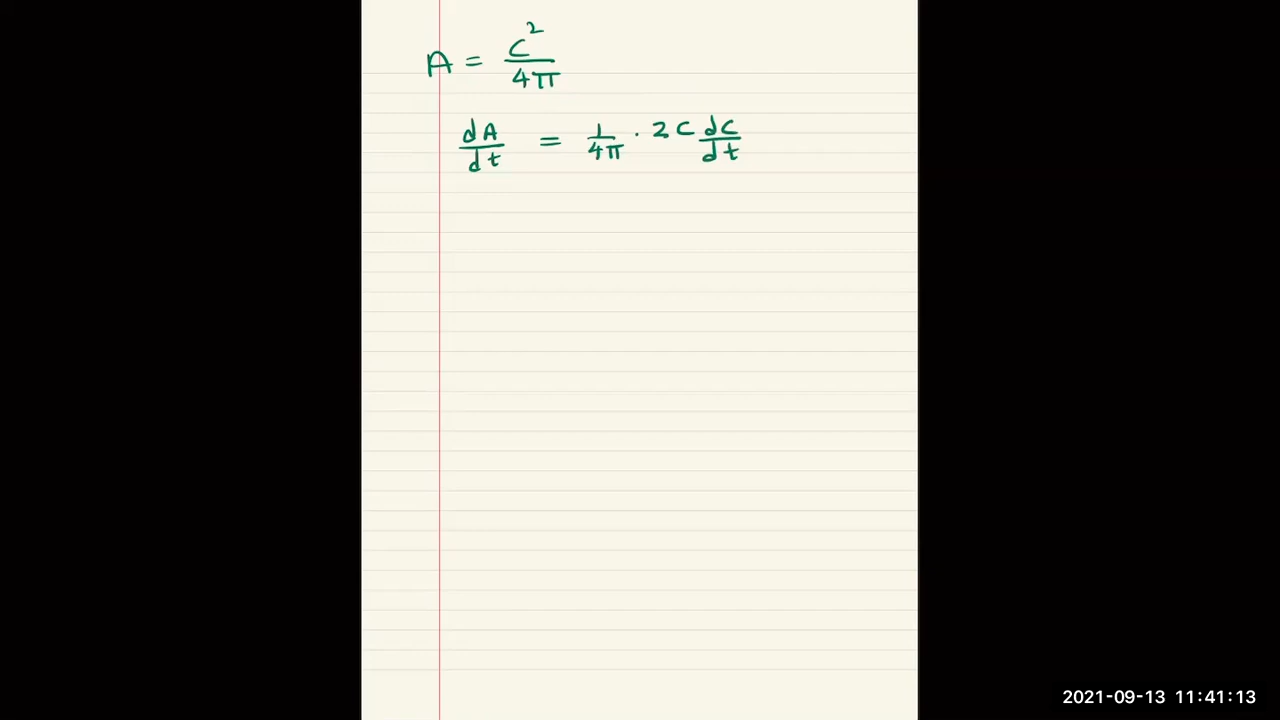 A = C² / 4π
dA/dt = 1/4π · 2C dC/dt
2021-09-13 11:41:13